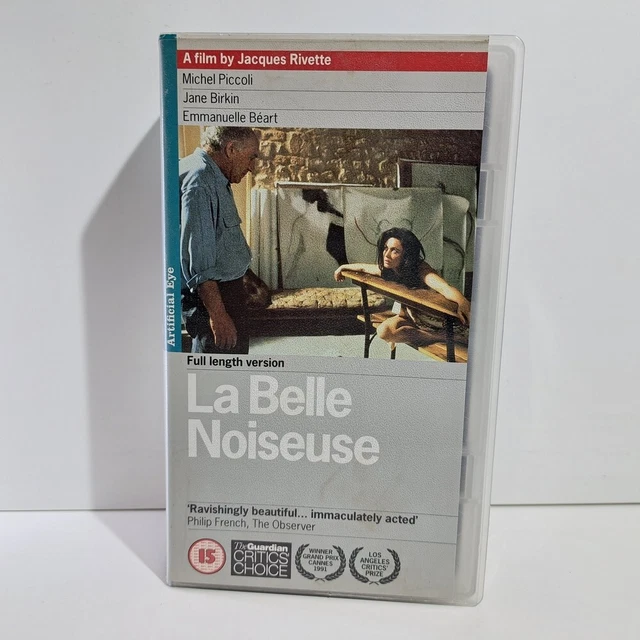 A film by Jacques Rivette
Michel Piccoli
Jane Birkin
Emmanuelle Béart
Artificial Eye
Full length version
La Belle
Noiseuse
'Ravishingly beautiful... immaculately acted'
Philip French, The Observer
15
The Guardian
CRITICS
CHOICE
WINNER
GRAND PRIX
CANNES
1991
LOS
ANGELES
CRITICS'
PRIZE